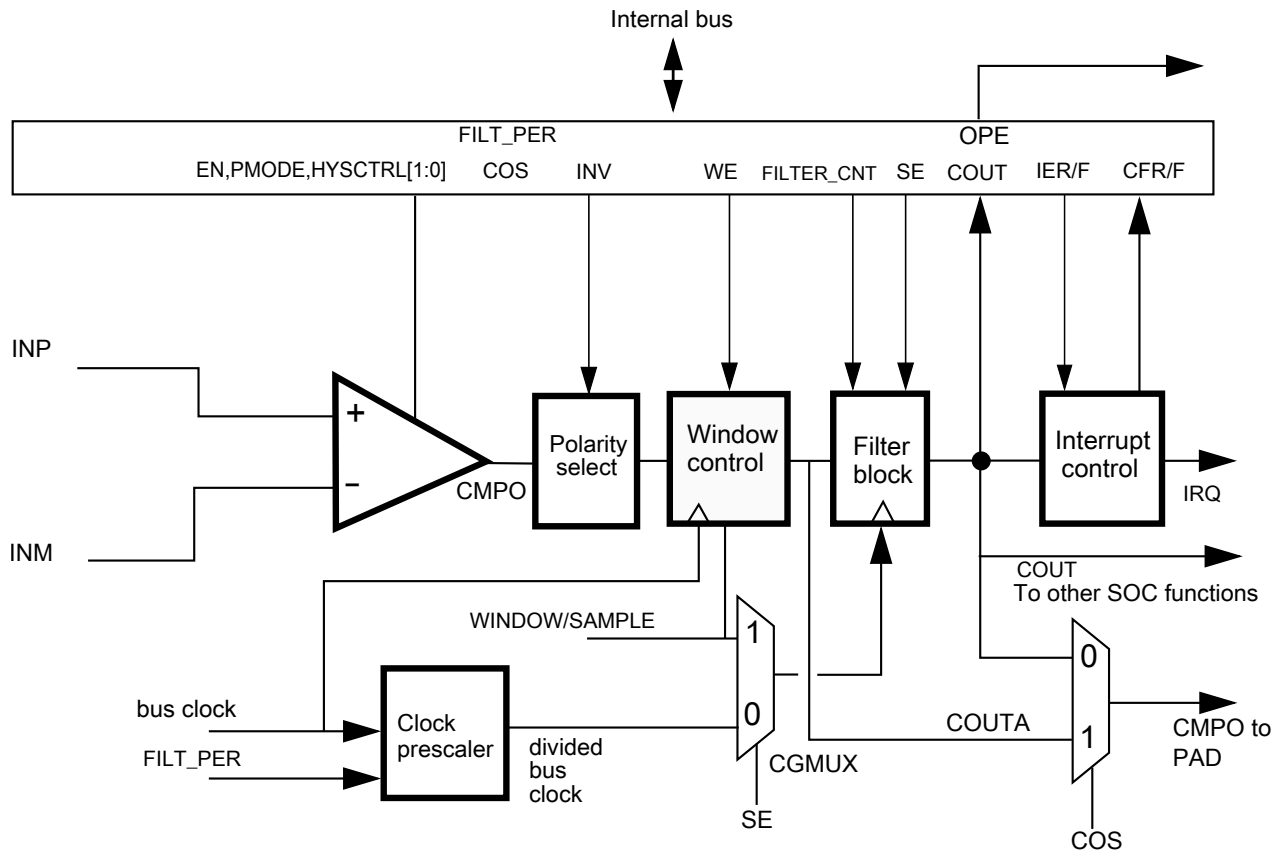 Internal bus
FILT_PER
OPE
EN,PMODE,HYSCTRL[1:0]
COS
INV
WE
FILTER_CNT
SE
COUT
IER/F
CFR/F
INP
+
−
INM
CMPO
Polarity
select
Window
control
Filter
block
Interrupt
control
IRQ
COUT
To other SOC functions
WINDOW/SAMPLE
1
0
CGMUX
SE
bus clock
FILT_PER
Clock
prescaler
divided
bus
clock
COUTA
0
1
CMPO to
PAD
COS